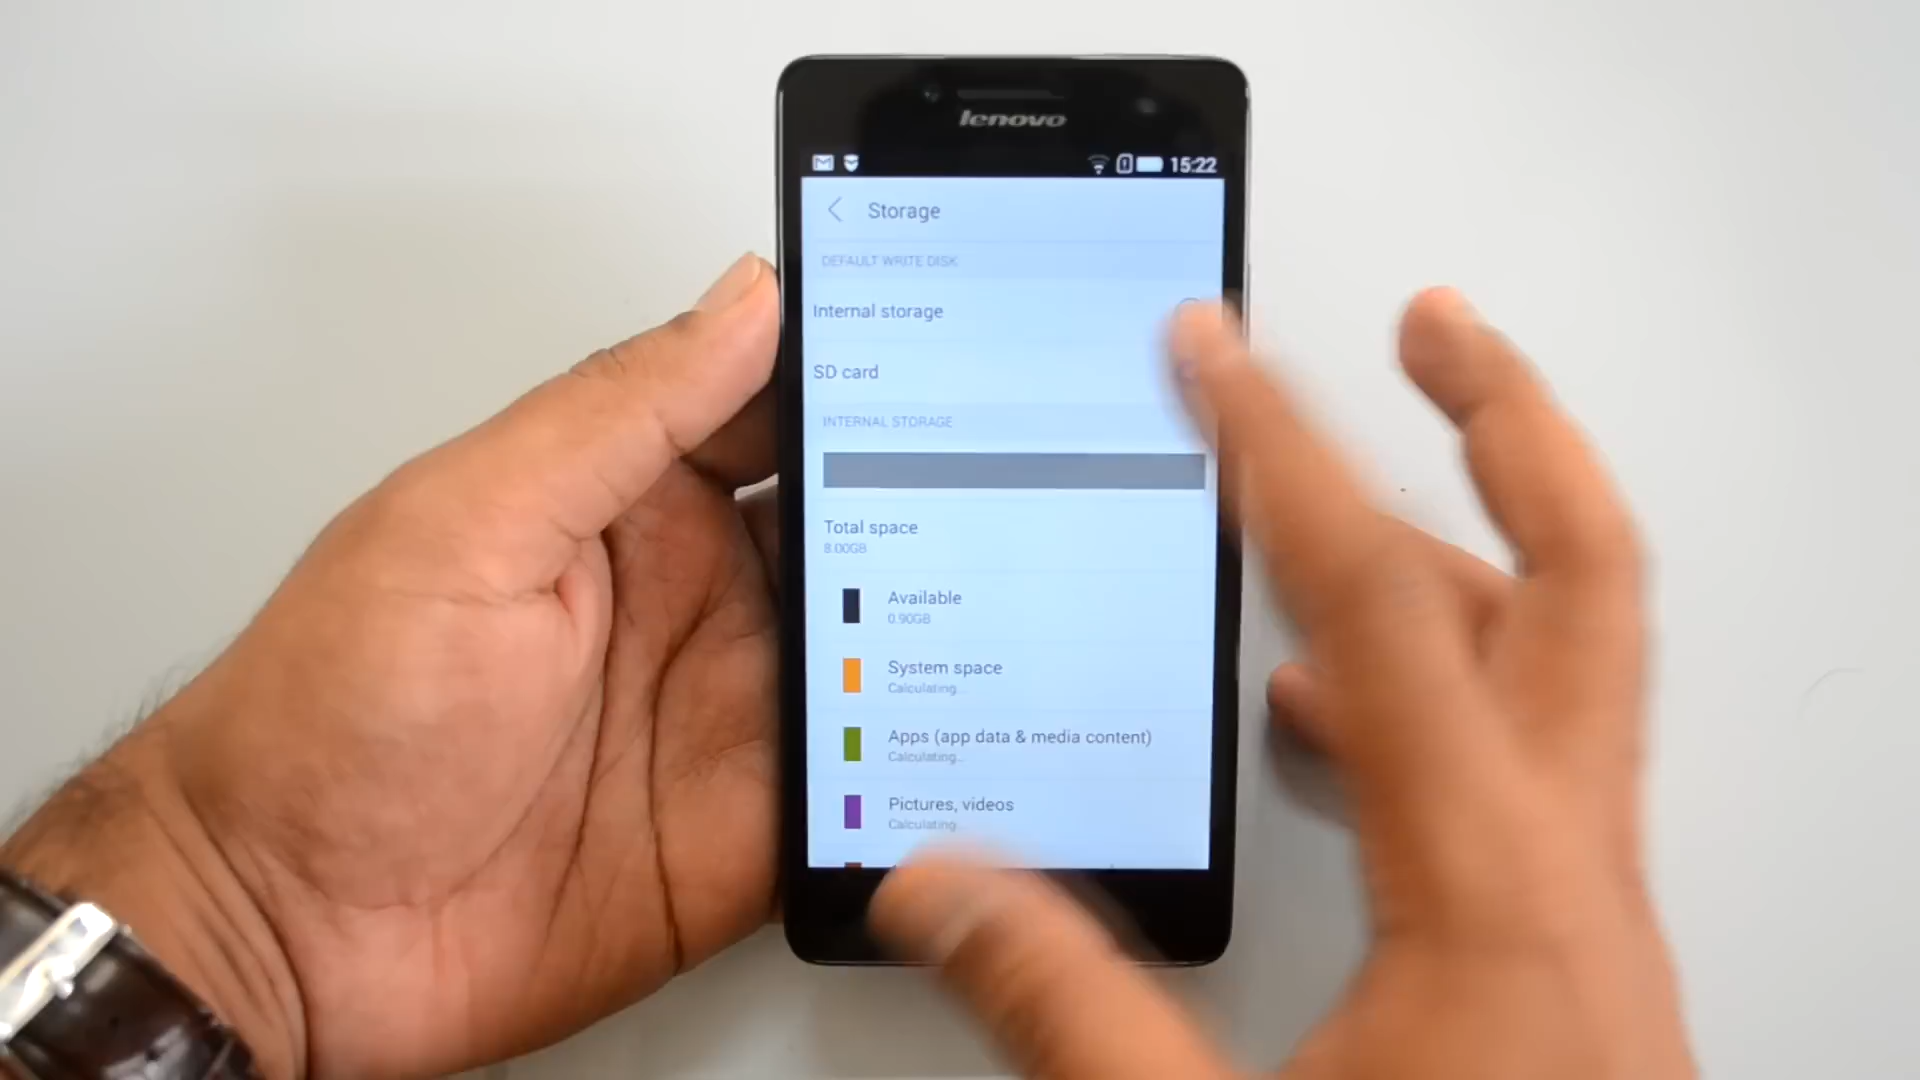 lenovo
15:22
Storage
DEFAULT WRITE DISK
Internal storage
SD card
INTERNAL STORAGE
Total space
8.00GB
Available
0.90GB
System space
Calculating...
Apps (app data & media content)
Calculating...
Pictures, videos
Calculating...